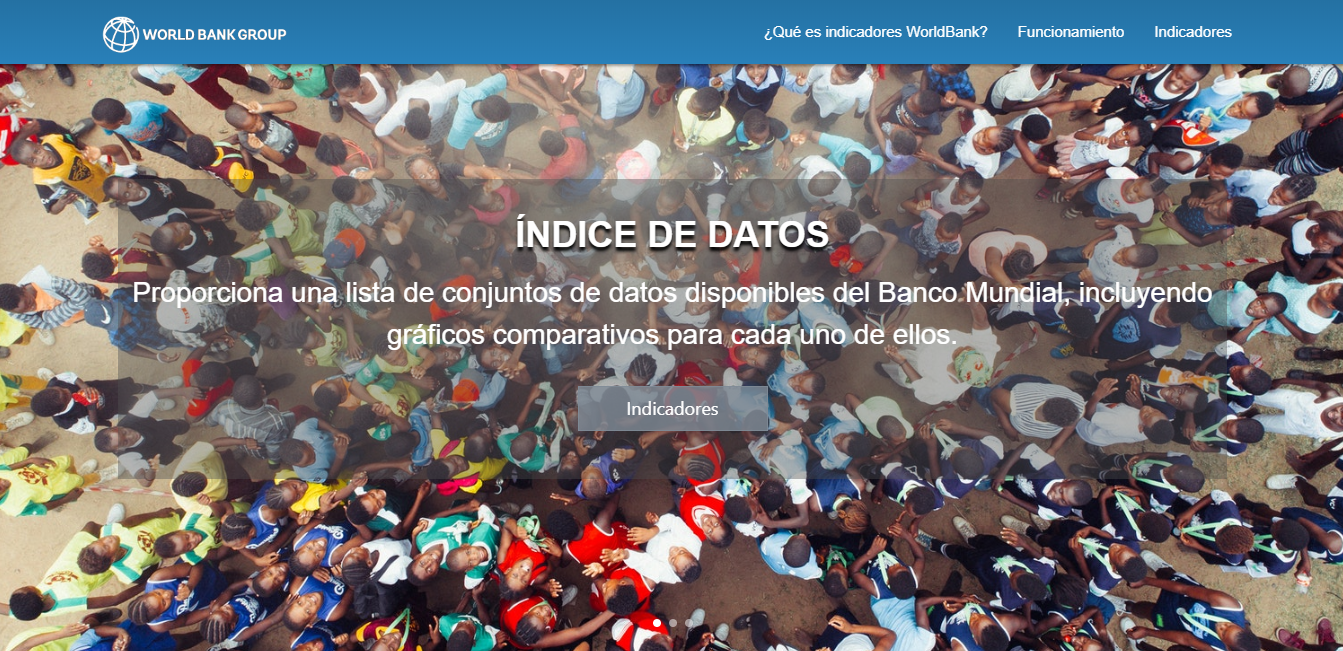 WORLD BANK GROUP
¿Qué es indicadores WorldBank?
Funcionamiento
Indicadores
ÍNDICE DE DATOS
Proporciona una lista de conjuntos de datos disponibles del Banco Mundial, incluyendo
gráficos comparativos para cada uno de ellos.
Indicadores